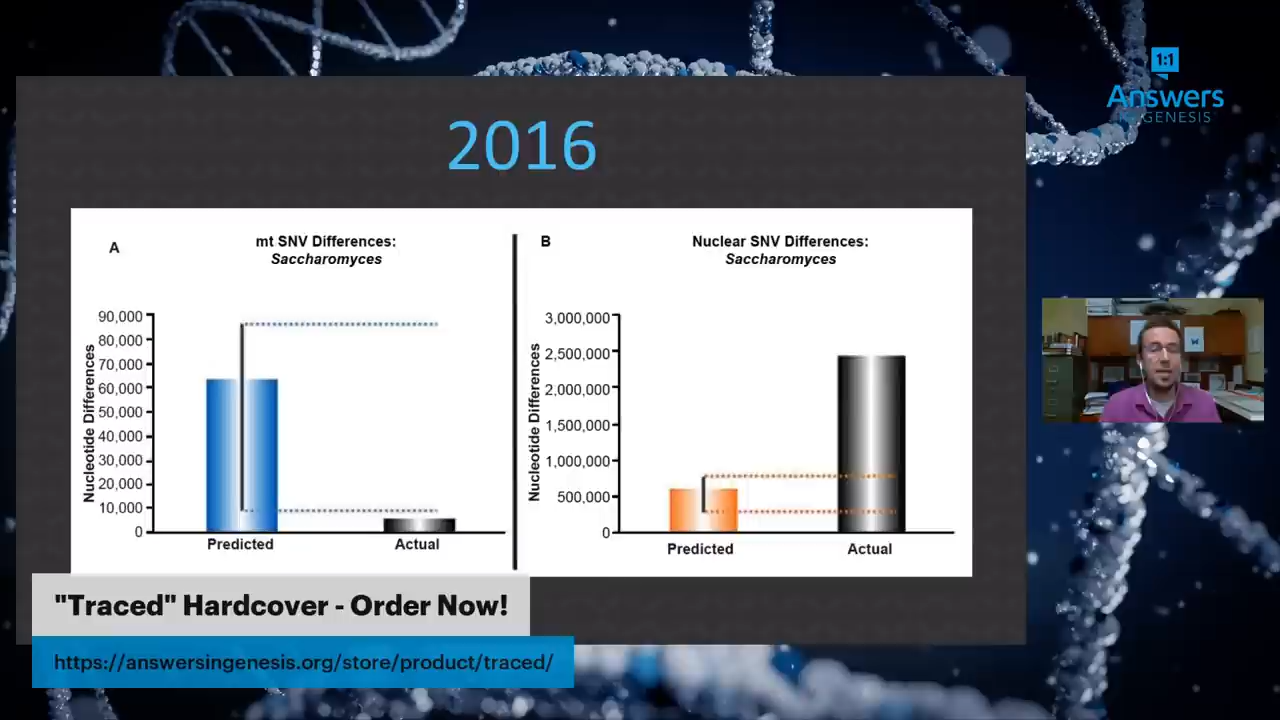 1:1
Answers
IN GENESIS
2016
A
mt SNV Differences:
Saccharomyces
Nucleotide Differences
90,000
80,000
70,000
60,000
50,000
40,000
30,000
20,000
10,000
0
Predicted
Actual
B
Nuclear SNV Differences:
Saccharomyces
Nucleotide Differences
3,000,000
2,500,000
2,000,000
1,500,000
1,000,000
500,000
0
Predicted
Actual
"Traced" Hardcover - Order Now!
https://answersingenesis.org/store/product/traced/